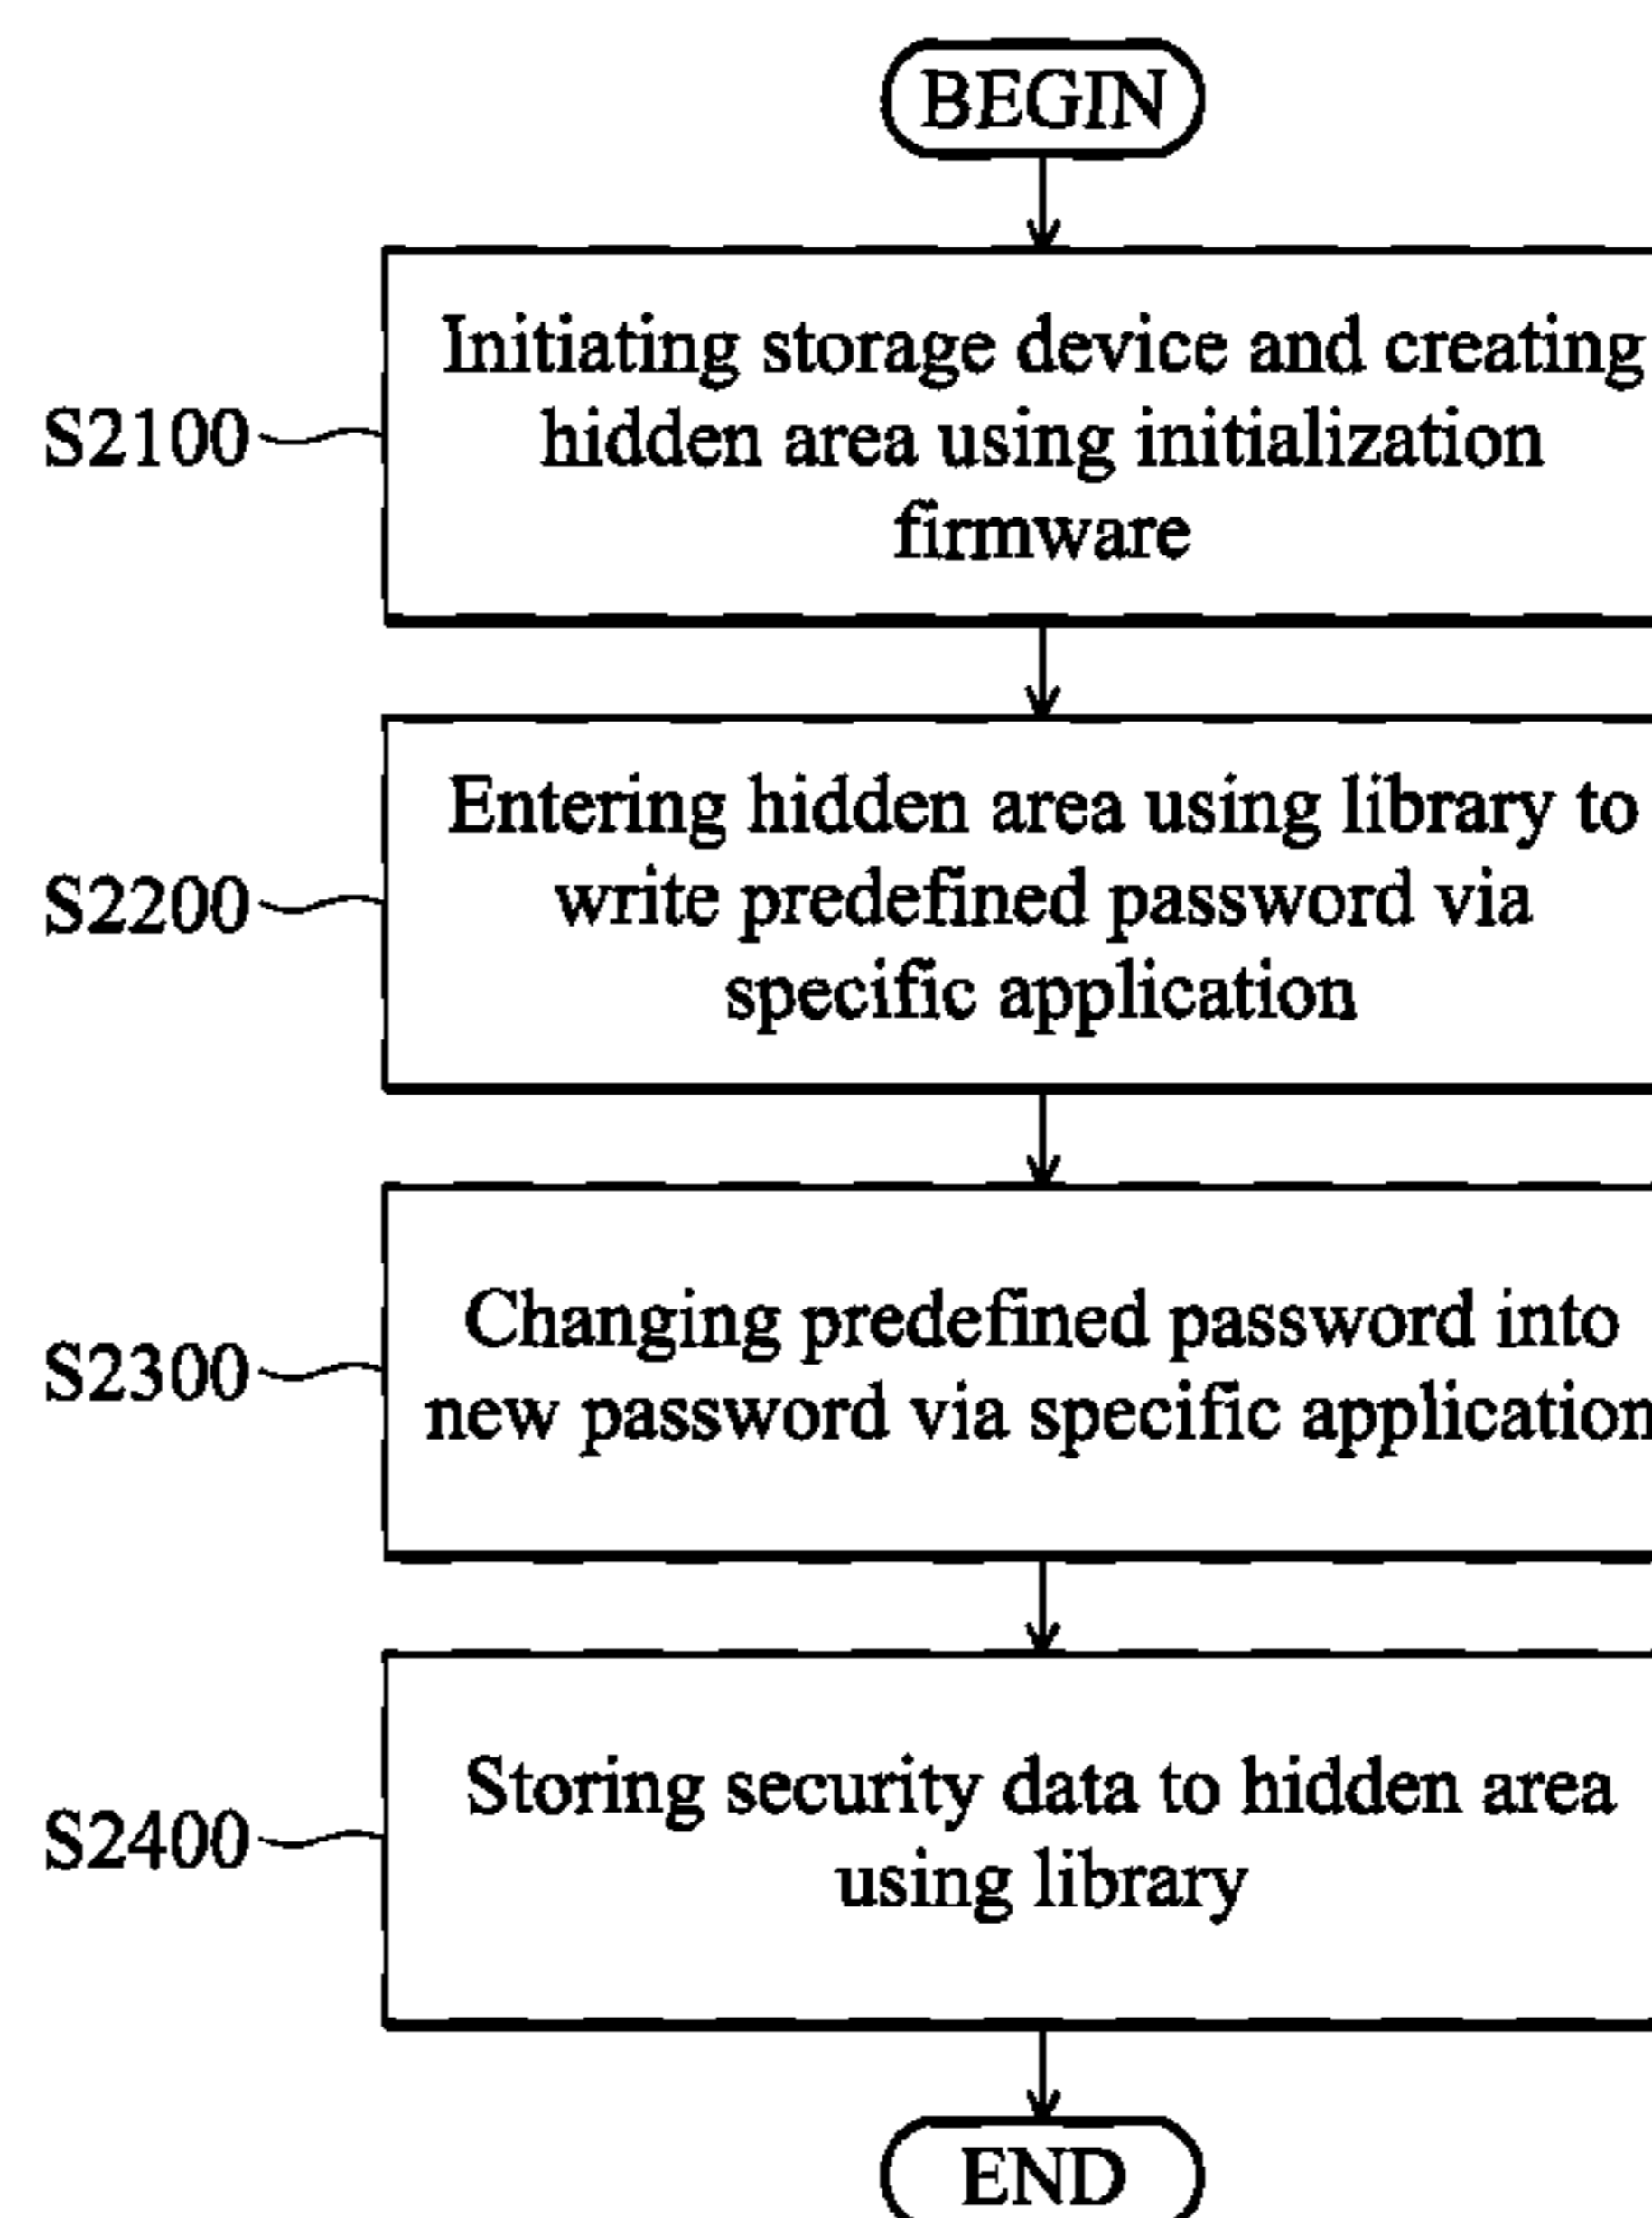 BEGIN
Initiating storage device and creating
hidden area using initialization
firmware
S2100
Entering hidden area using library to
write predefined password via
specific application
S2200
Changing predefined password into
new password via specific application
S2300
Storing security data to hidden area
using library
S2400
END